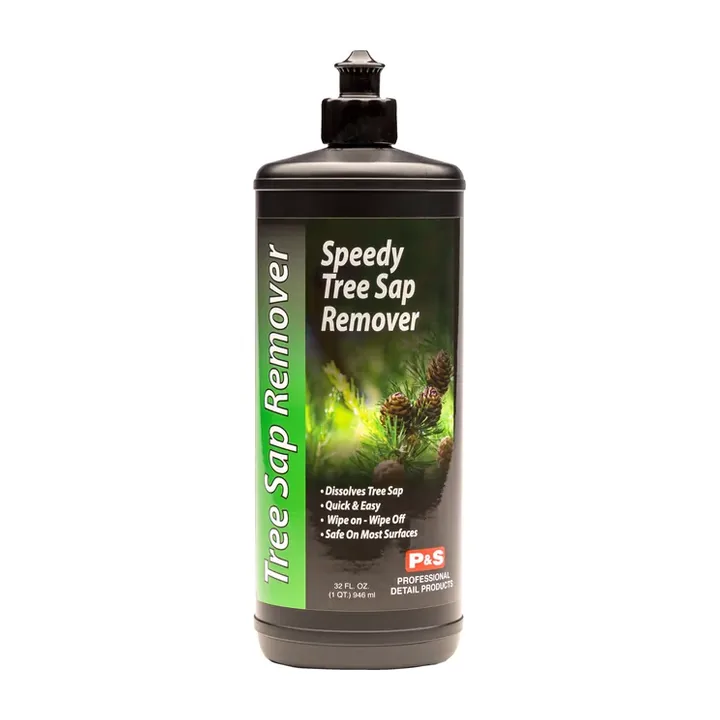 Tree Sap Remover
Speedy
Tree Sap
Remover
• Dissolves Tree Sap
• Quick & Easy
• Wipe on - Wipe Off
• Safe On Most Surfaces
P&S
PROFESSIONAL
DETAIL PRODUCTS
32 FL. OZ.
(1 QT.) 946 ml